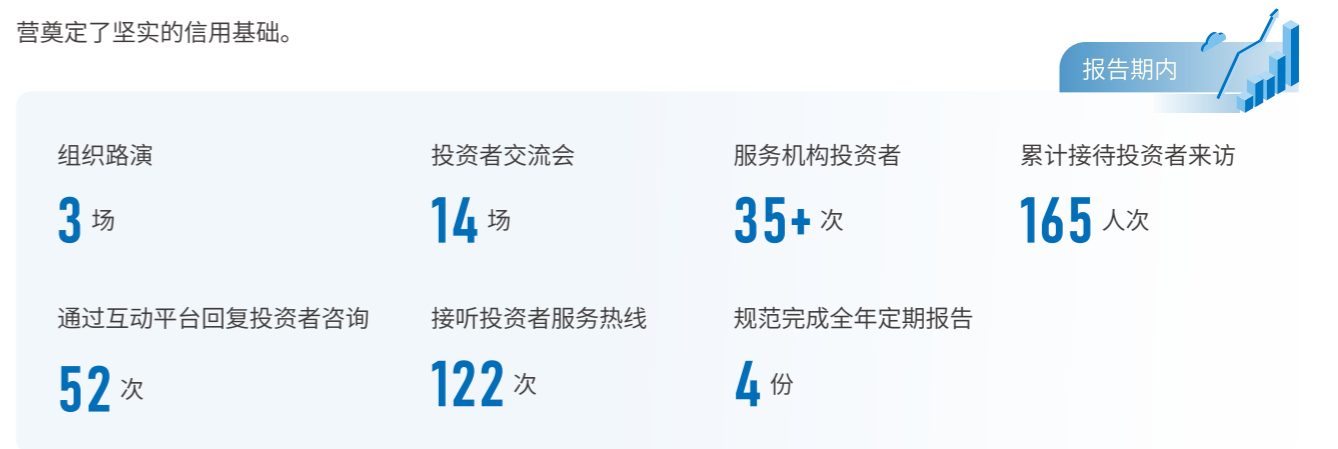 营奠定了坚实的信用基础。
报告期内
组织路演
3 场
投资者交流会
14 场
服务机构投资者
35+ 次
累计接待投资者来访
165 人次
通过互动平台回复投资者咨询
52 次
接听投资者服务热线
122 次
规范完成全年定期报告
4 份